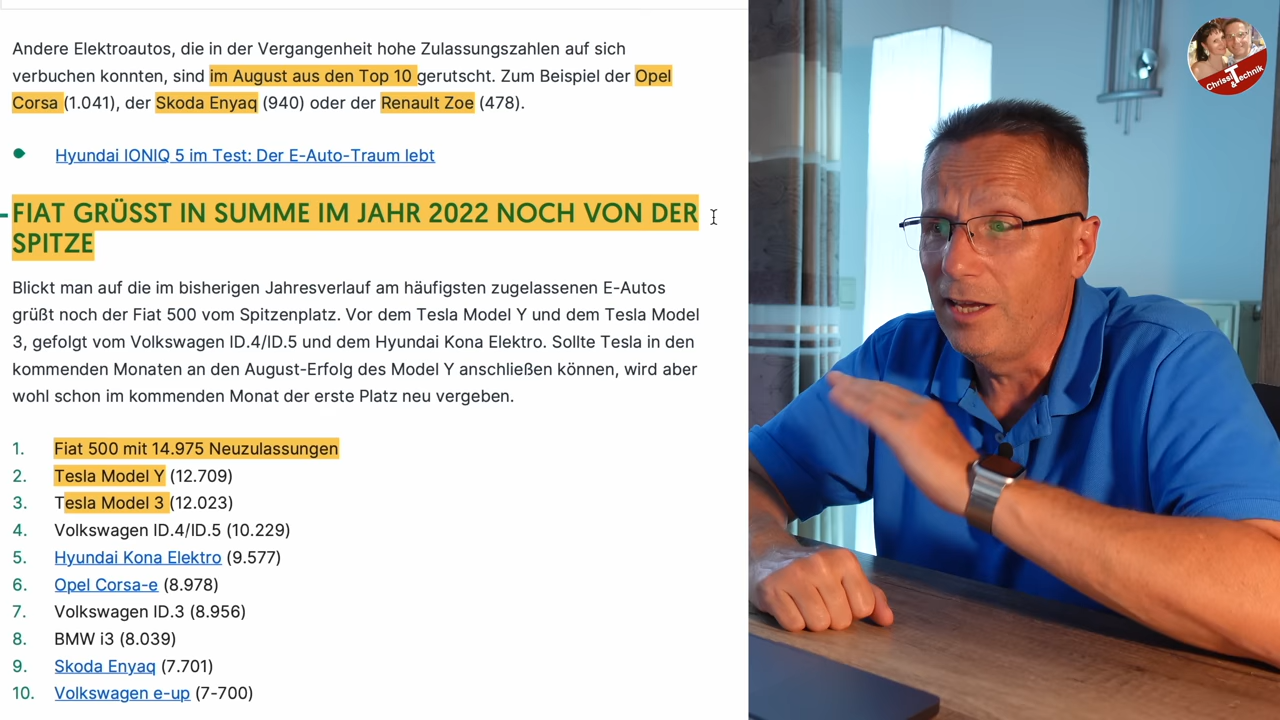 Andere Elektroautos, die in der Vergangenheit hohe Zulassungszahlen auf sich
verbuchen konnten, sind im August aus den Top 10 gerutscht. Zum Beispiel der Opel
Corsa (1.041), der Skoda Enyaq (940) oder der Renault Zoe (478).
Hyundai IONIQ 5 im Test: Der E-Auto-Traum lebt
FIAT GRÜSST IN SUMME IM JAHR 2022 NOCH VON DER
SPITZE
Blickt man auf die im bisherigen Jahresverlauf am häufigsten zugelassenen E-Autos
grüßt noch der Fiat 500 vom Spitzenplatz. Vor dem Tesla Model Y und dem Tesla Model
3, gefolgt vom Volkswagen ID.4/ID.5 und dem Hyundai Kona Elektro. Sollte Tesla in den
kommenden Monaten an den August-Erfolg des Model Y anschließen können, wird aber
wohl schon im kommenden Monat der erste Platz neu vergeben.
1. Fiat 500 mit 14.975 Neuzulassungen
2. Tesla Model Y (12.709)
3. Tesla Model 3 (12.023)
4. Volkswagen ID.4/ID.5 (10.229)
5. Hyundai Kona Elektro (9.577)
6. Opel Corsa-e (8.978)
7. Volkswagen ID.3 (8.956)
8. BMW i3 (8.039)
9. Skoda Enyaq (7.701)
10. Volkswagen e-up (7-700)
Chrissi
&Technik